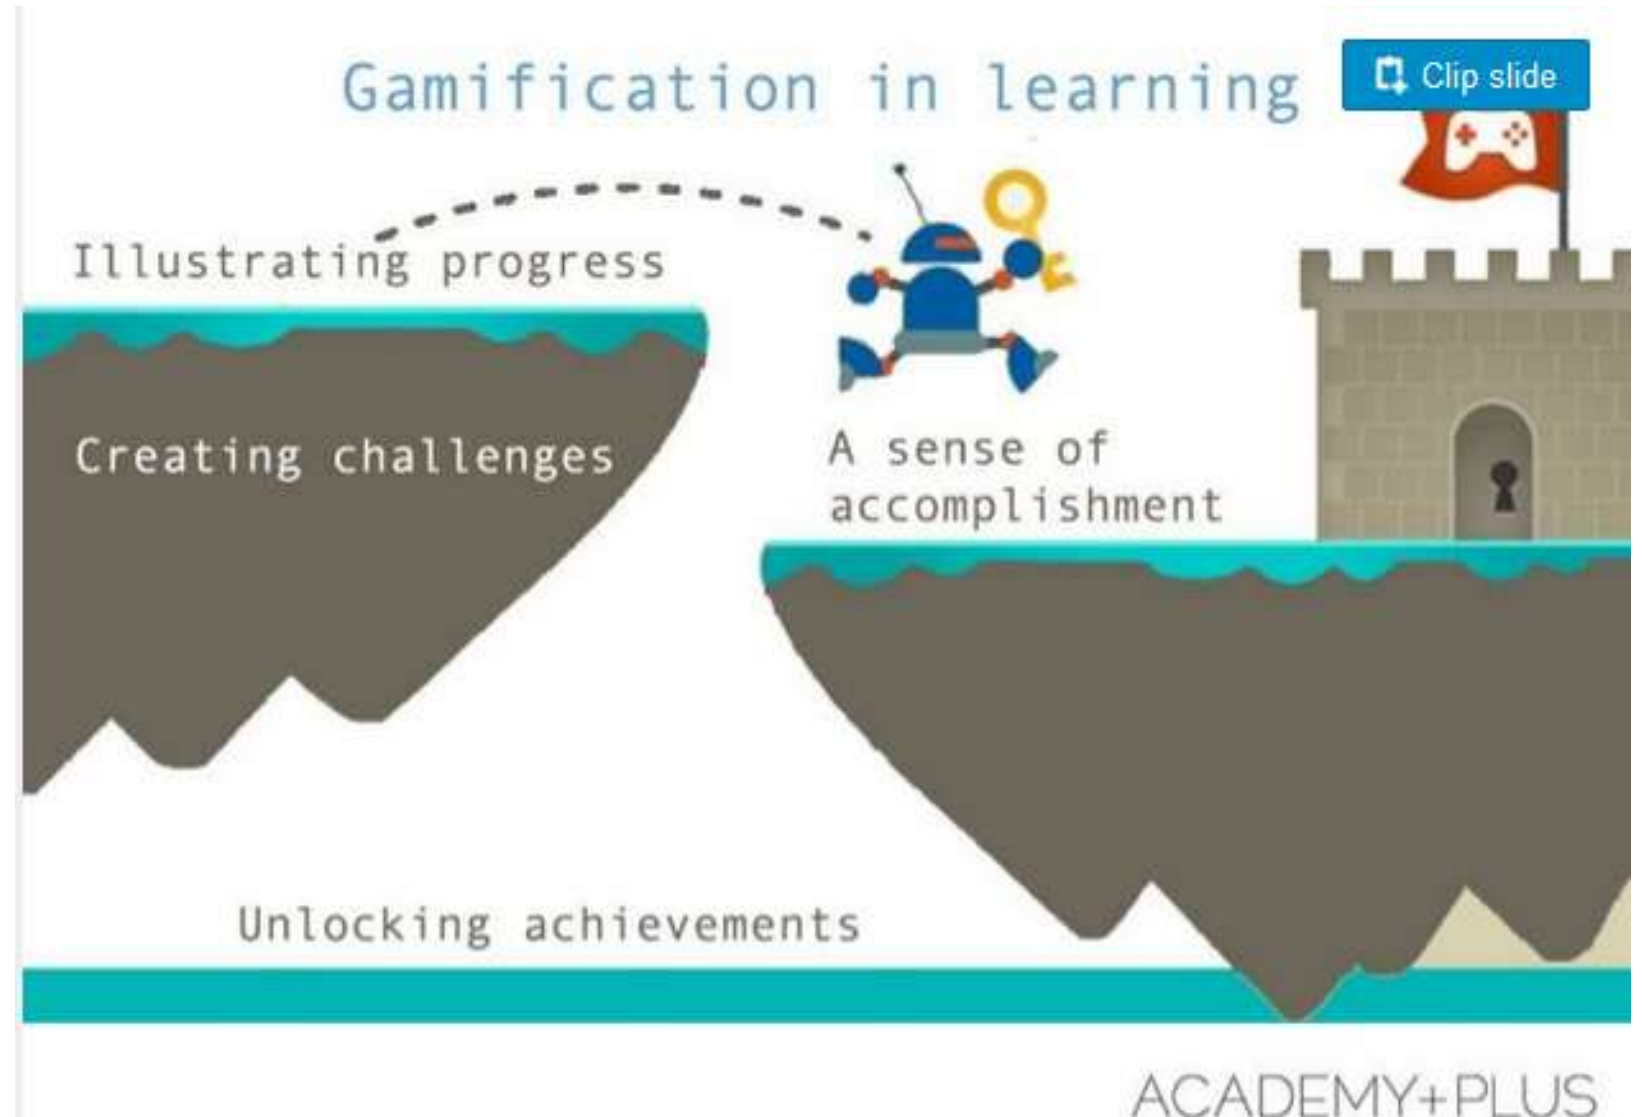 Gamification in learning
Clip slide
Illustrating progress
Creating challenges
A sense of
accomplishment
Unlocking achievements
ACADEMY+PLUS